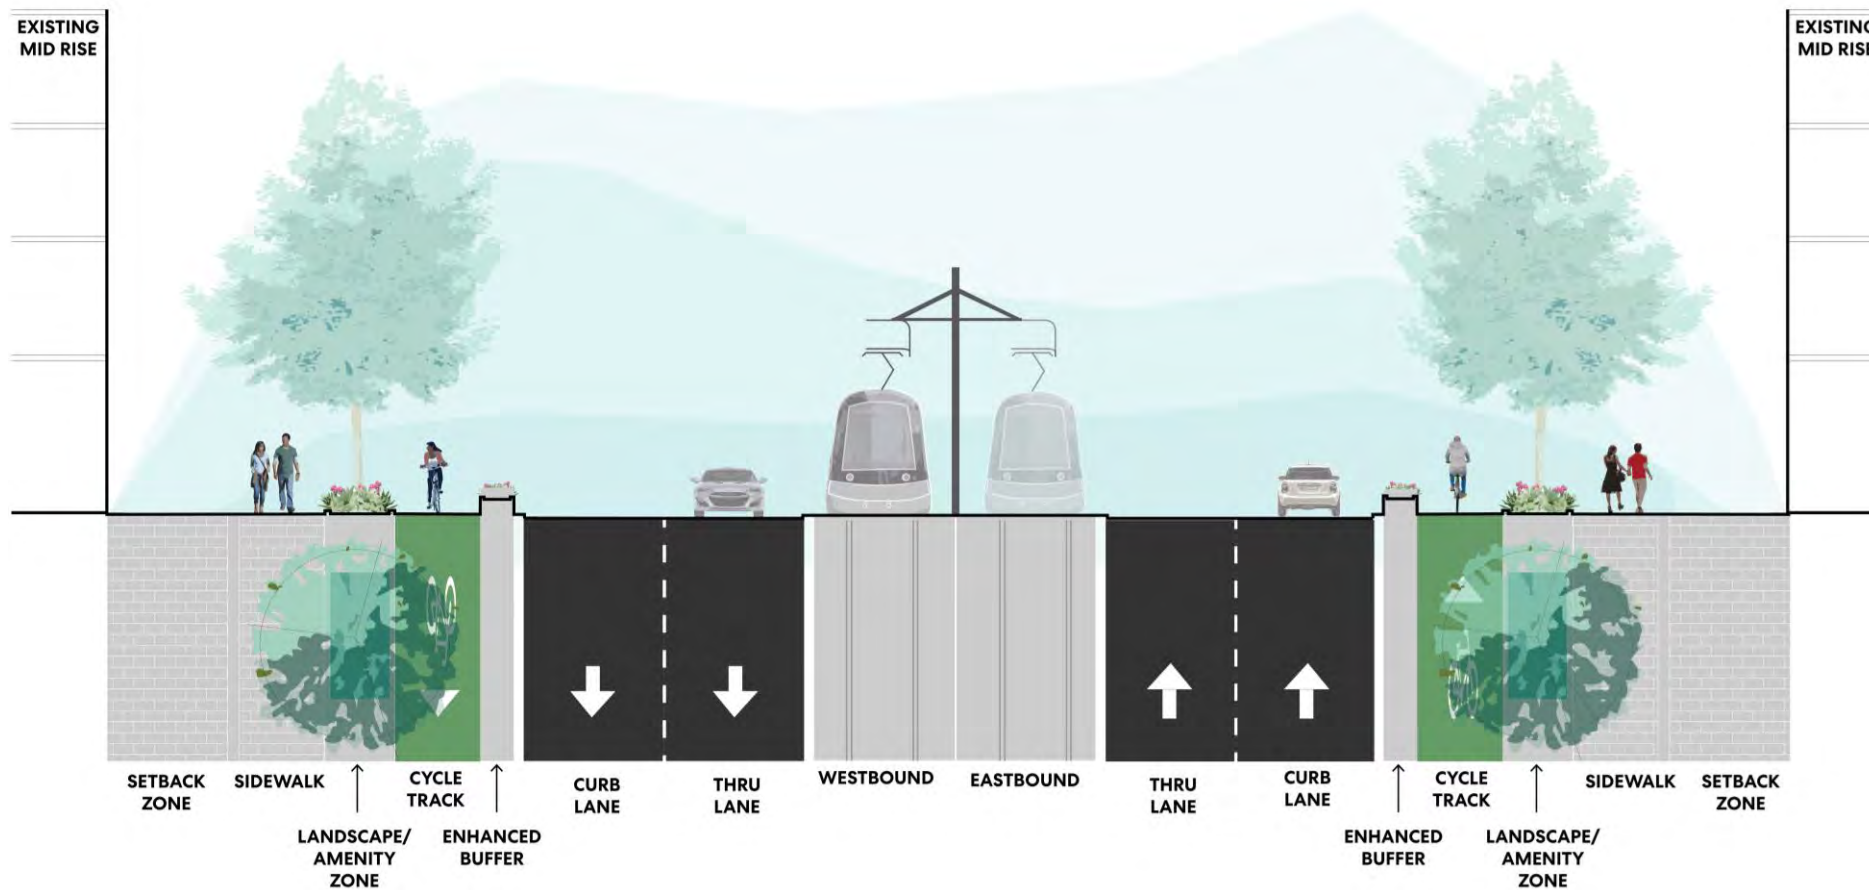 EXISTING
MID RISE
EXISTING
MID RISE
SETBACK
ZONE
SIDEWALK
LANDSCAPE/
AMENITY
ZONE
CYCLE
TRACK
ENHANCED
BUFFER
CURB
LANE
THRU
LANE
WESTBOUND
EASTBOUND
THRU
LANE
CURB
LANE
ENHANCED
BUFFER
CYCLE
TRACK
LANDSCAPE/
AMENITY
ZONE
SIDEWALK
SETBACK
ZONE